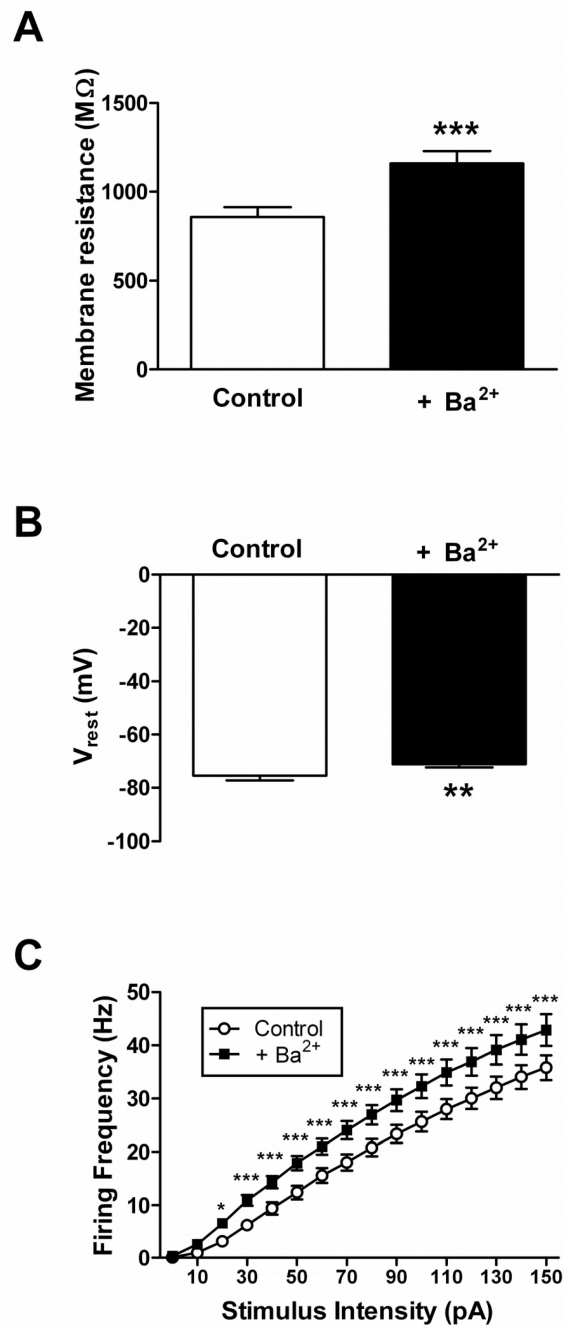 A
Membrane resistance (MΩ)
1500
1000
500
0
***
Control
+ Ba²⁺
B
Control
+ Ba²⁺
V_rest (mV)
0
-20
-40
-60
-80
-100
**
C
Firing Frequency (Hz)
50
40
30
20
10
0
Control
+ Ba²⁺
* *** *** *** *** *** *** *** *** *** *** *** *** ***
10 30 50 70 90 110 130 150
Stimulus Intensity (pA)